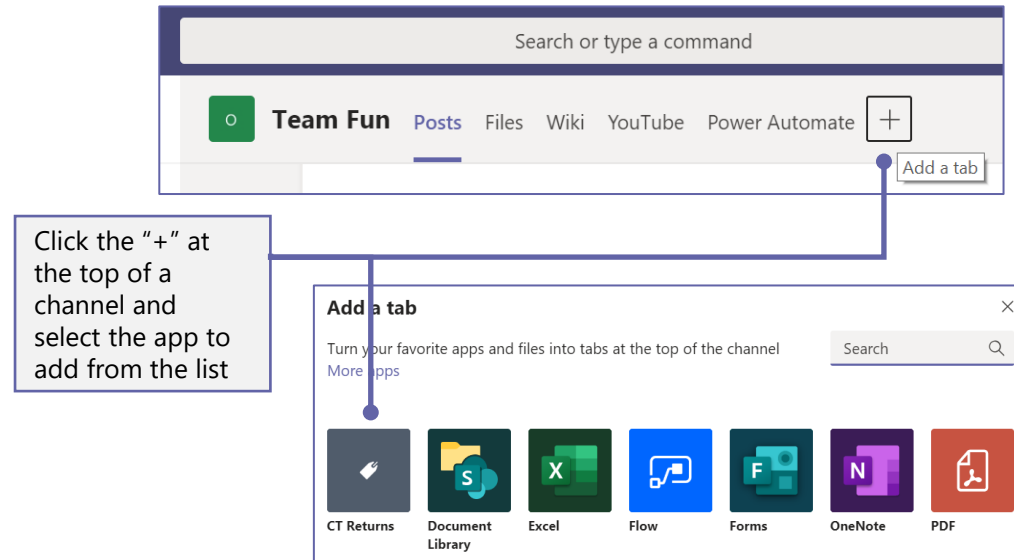 Search or type a command
O Team Fun Posts Files Wiki YouTube Power Automate +
Add a tab
Click the “+” at
the top of a
channel and
select the app to
add from the list
Add a tab
Turn your favorite apps and files into tabs at the top of the channel
Search
More apps
S X F N
CT Returns Document Excel Flow Forms OneNote PDF
Library